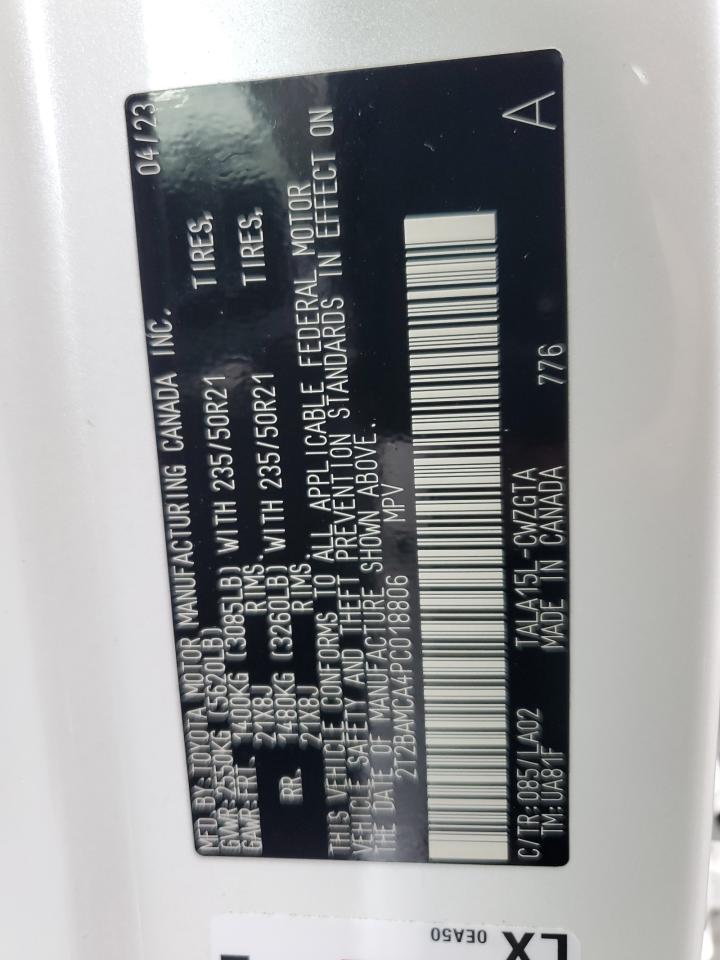 MFD BY: TOYOTA MOTOR MANUFACTURING CANADA INC. 04/23
GVWR: 2550KG (5620LB)
GAWR: FRT. 1400KG (3085LB) WITH 235/50R21 TIRES,
21X8J RIMS.
RR. 1480KG (3260LB) WITH 235/50R21 TIRES,
21X8J RIMS.
THIS VEHICLE CONFORMS TO ALL APPLICABLE FEDERAL MOTOR
VEHICLE SAFETY AND THEFT PREVENTION STANDARDS IN EFFECT ON
THE DATE OF MANUFACTURE SHOWN ABOVE.
2T2BAMCA4PC018806 MPV
A
C/TR: 085/LA02 TALA15L-CWZGTA 776
TM: UA81F MADE IN CANADA
LX
0EA50